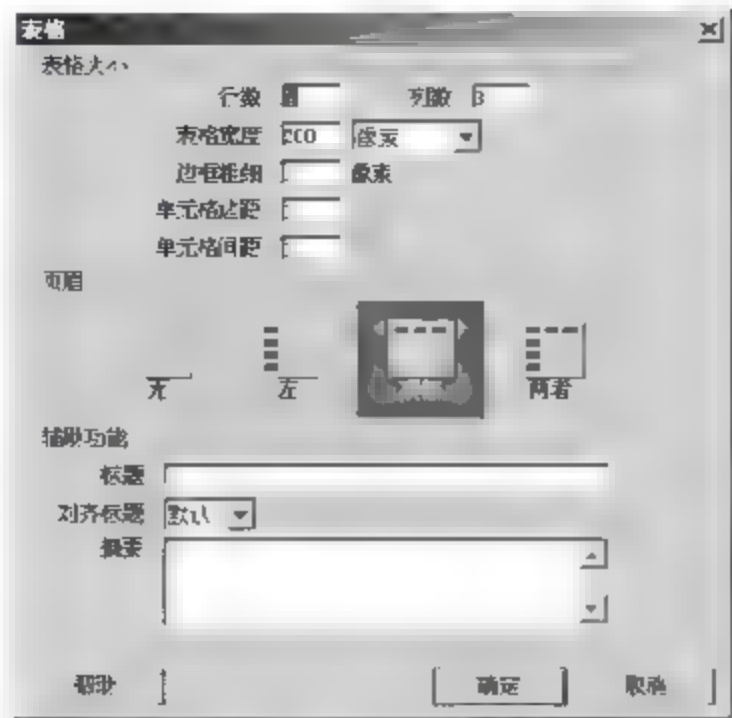 表格
表格大小
行数 列数 3
表格宽度 200 像素
边框粗细 像素
单元格边距
单元格间距
页眉
无 左 两者
辅助功能
标题
对齐标题 默认
摘要
帮助 确定 取消